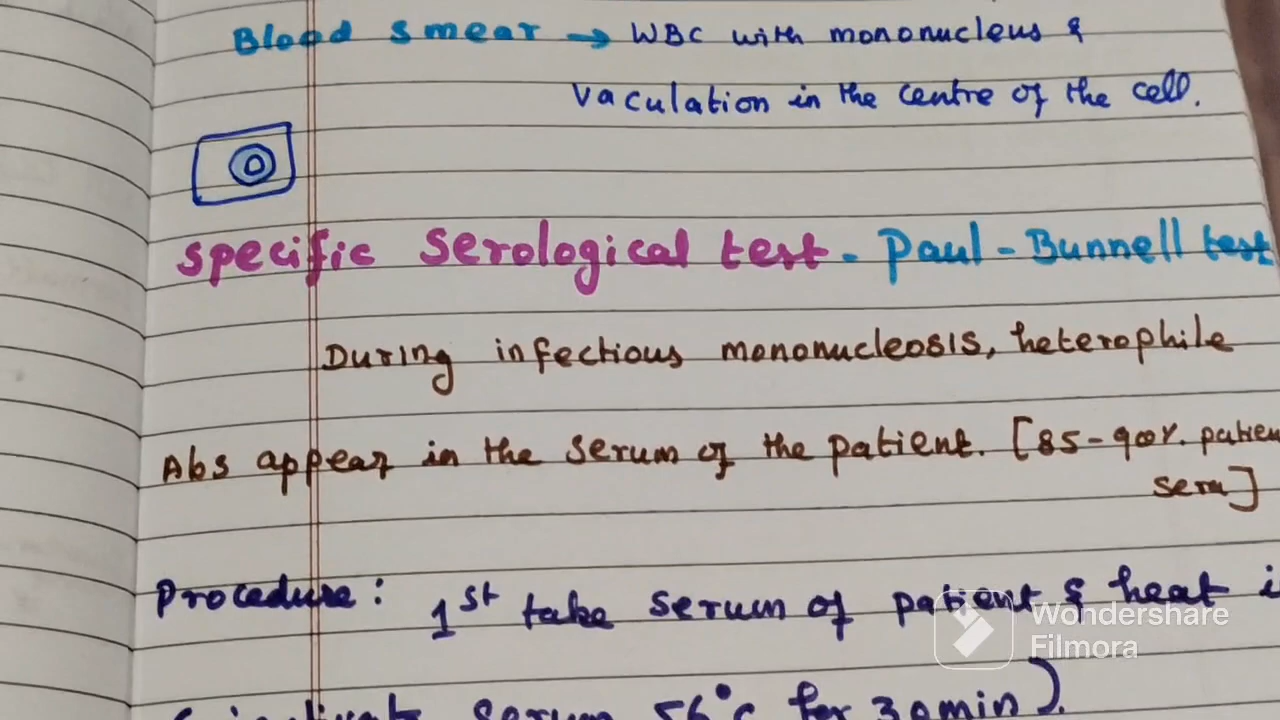 Blood smear → WBC with mononucleus &
vaculation in the centre of the cell.
specific serological test - Paul - Bunnell test
During infectious mononucleosis, heterophile
Abs appear in the serum of the patient. [85-90%. patien
sera]
Procedure: 1st take serum of patient & heat i
serum 56°C for 30min).
Wondershare
Filmora